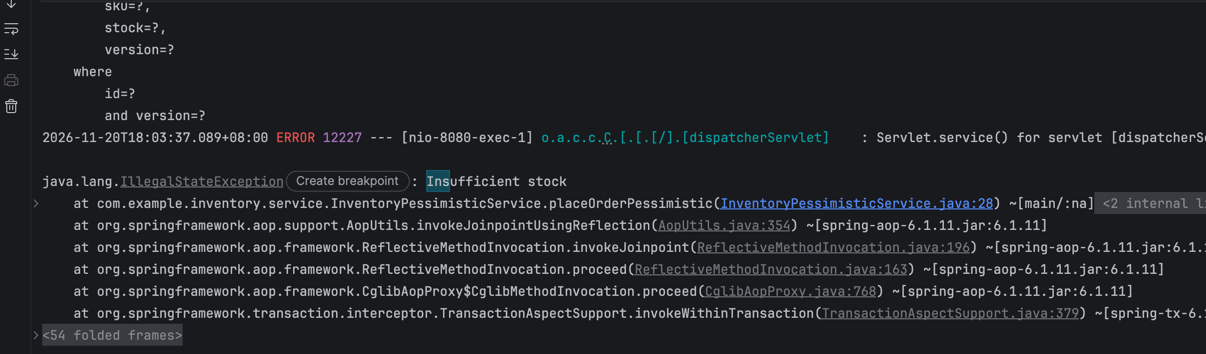 sku=?,
stock=?,
version=?
where
id=?
and version=?
2026-11-20T18:03:37.089+08:00 ERROR 12227 --- [nio-8080-exec-1] o.a.c.c.C.[.[.[/].[dispatcherServlet] : Servlet.service() for servlet [dispatcherSe
java.lang.IllegalStateException Create breakpoint : Insufficient stock
at com.example.inventory.service.InventoryPessimisticService.placeOrderPessimistic(InventoryPessimisticService.java:28) ~[main/:na] <2 internal li
at org.springframework.aop.support.AopUtils.invokeJoinpointUsingReflection(AopUtils.java:354) ~[spring-aop-6.1.11.jar:6.1.11]
at org.springframework.aop.framework.ReflectiveMethodInvocation.invokeJoinpoint(ReflectiveMethodInvocation.java:196) ~[spring-aop-6.1.11.jar:6.1.1
at org.springframework.aop.framework.ReflectiveMethodInvocation.proceed(ReflectiveMethodInvocation.java:163) ~[spring-aop-6.1.11.jar:6.1.11]
at org.springframework.aop.framework.CglibAopProxy$CglibMethodInvocation.proceed(CglibAopProxy.java:768) ~[spring-aop-6.1.11.jar:6.1.11]
at org.springframework.transaction.interceptor.TransactionAspectSupport.invokeWithinTransaction(TransactionAspectSupport.java:379) ~[spring-tx-6.1
<54 folded frames>